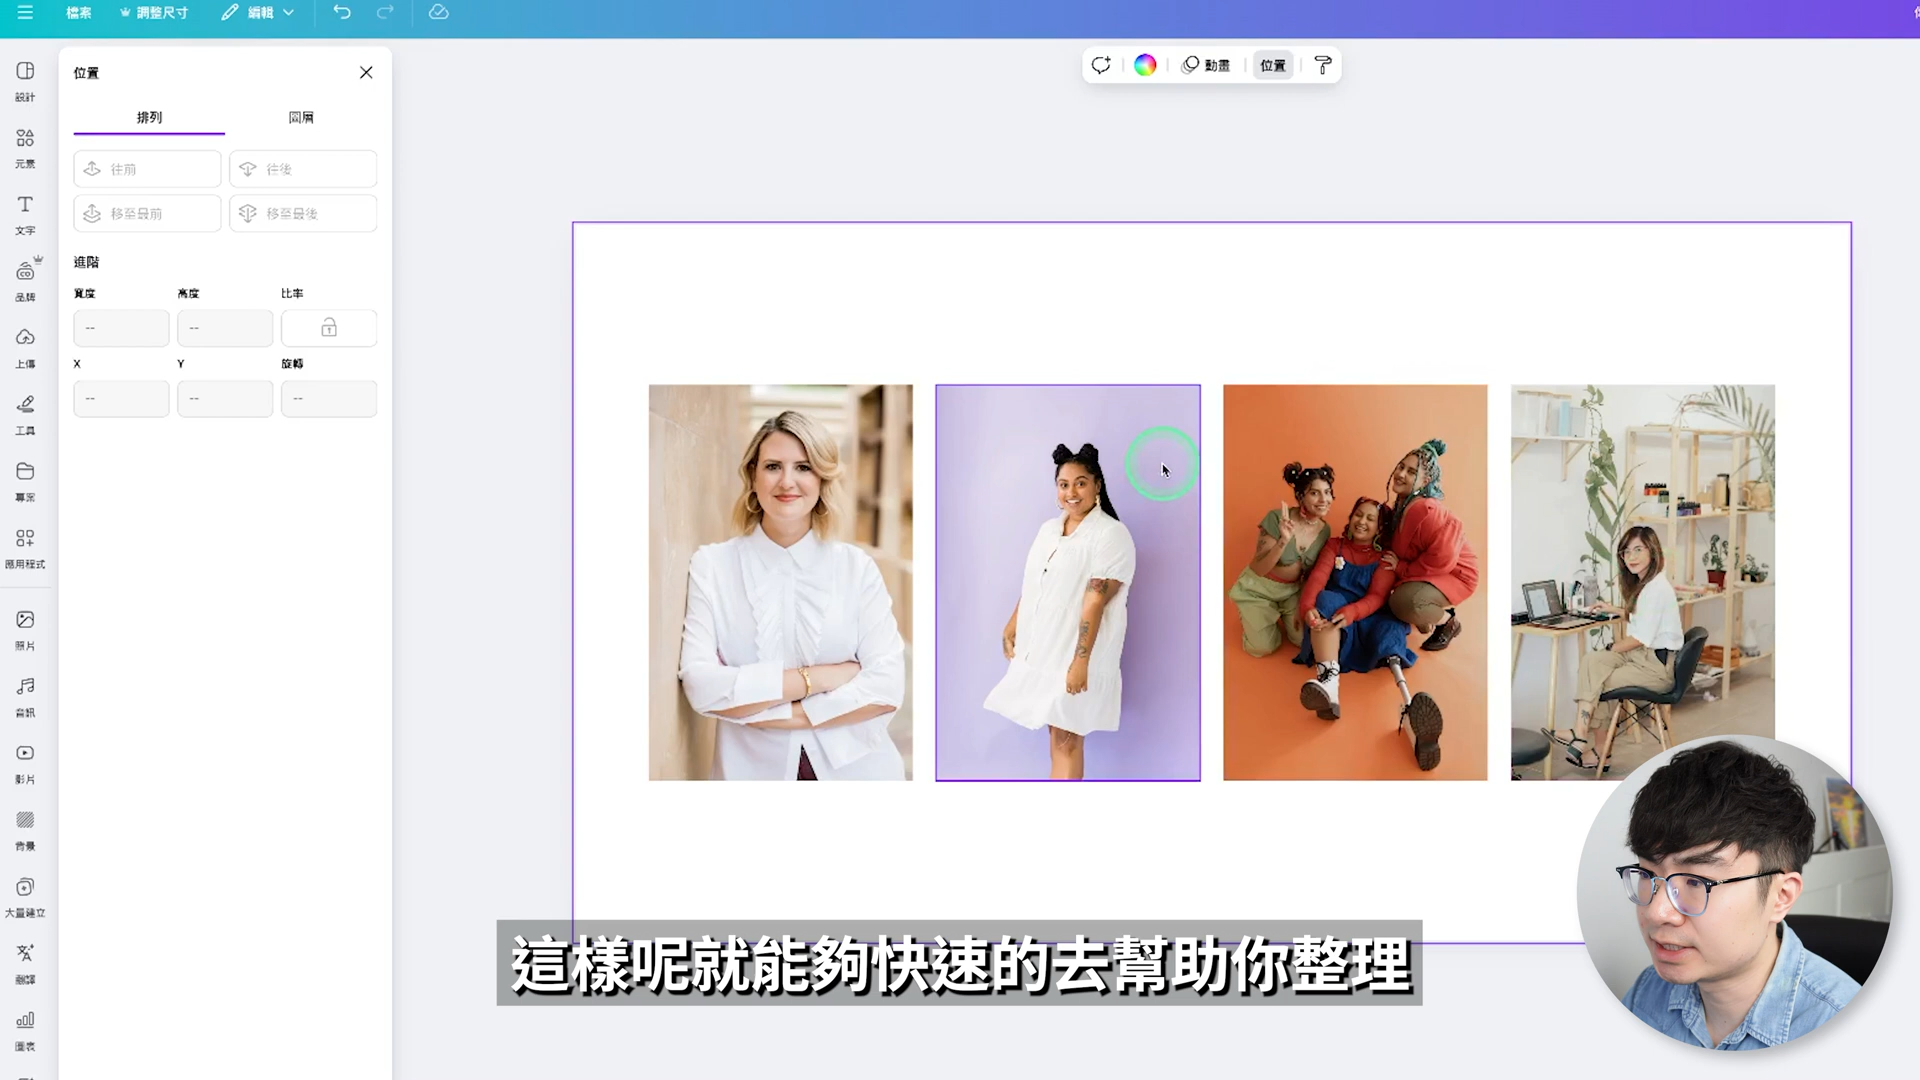 檔案 調整尺寸 編輯
動畫 位置
設計
元素
文字
品牌
上傳
工具
專案
應用程式
照片
音訊
影片
背景
大量建立
翻譯
圖表
位置
排列 圖層
往前 往後
移至最前 移至最後
進階
寬度 高度 比率
-- --
X Y 旋轉
-- -- --
這樣呢就能夠快速的去幫助你整理